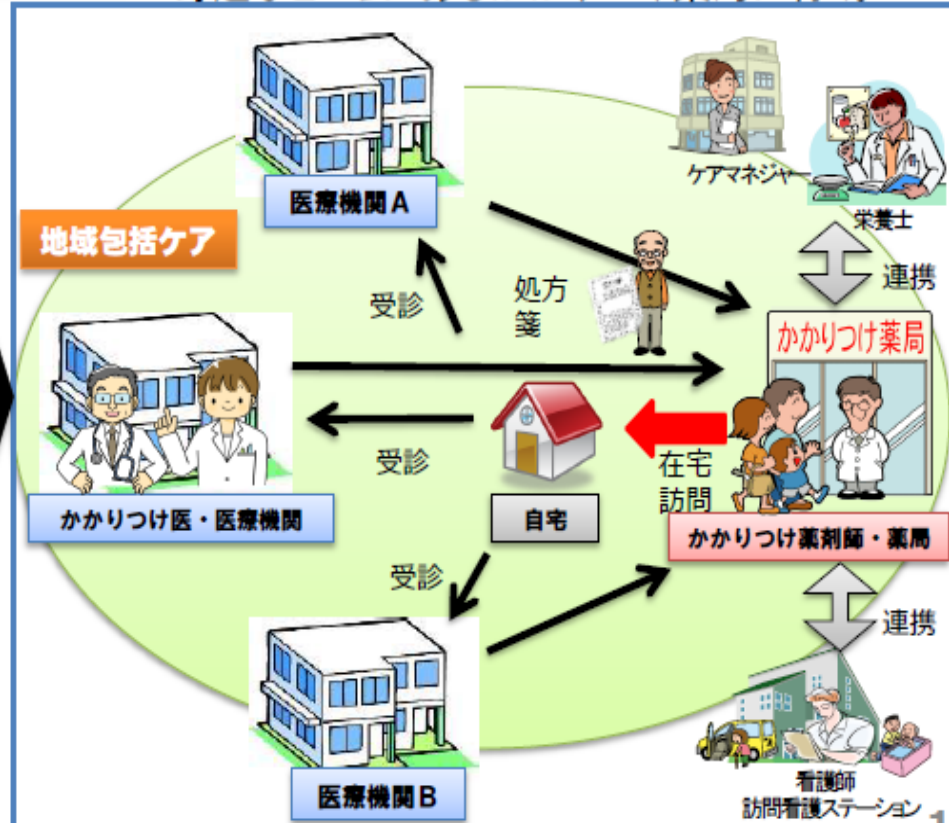 医療機関A
ケアマネジャー
栄養士
地域包括ケア
受診
処方
箋
連携
かかりつけ薬局
受診
在宅
訪問
かかりつけ医・医療機関
自宅
かかりつけ薬剤師・薬局
受診
連携
医療機関B
看護師
訪問看護ステーション
1